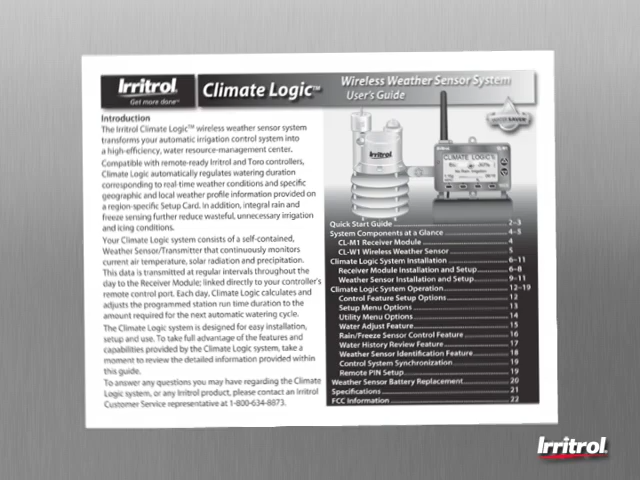 Irritrol
Get more done™
Climate Logic™
Wireless Weather Sensor System
User's Guide
Introduction
The Irritrol Climate Logic™ wireless weather sensor system
transforms your automatic irrigation control system into
a high-efficiency, water resource-management center.
Compatible with remote-ready Irritrol and Toro controllers,
Climate Logic automatically regulates watering duration
corresponding to real-time weather conditions and specific
geographic and local weather profile information provided on
a region-specific Setup Card. In addition, integral rain and
freeze sensing further reduce wasteful, unnecessary irrigation
and icing conditions.
Your Climate Logic system consists of a self-contained,
Weather Sensor/Transmitter that continuously monitors
current air temperature, solar radiation and precipitation.
This data is transmitted at regular intervals throughout the
day to the Receiver Module; linked directly to your controller's
remote control port. Each day, Climate Logic calculates and
adjusts the programmed station run time duration to the
amount required for the next automatic watering cycle.
The Climate Logic system is designed for easy installation,
setup and use. To take full advantage of the features and
capabilities provided by the Climate Logic system, take a
moment to review the detailed information provided within
this guide.
To answer any questions you may have regarding the Climate
Logic system, or any Irritrol product, please contact an Irritrol
Customer Service representative at 1-800-634-8873.
WATER SAVER
Irritrol
CLIMATE LOGIC
Quick Start Guide 2–3
System Components at a Glance 4–5
CL-M1 Receiver Module 4
CL-W1 Wireless Weather Sensor 5
Climate Logic System Installation 6–11
Receiver Module Installation and Setup 6–8
Weather Sensor Installation and Setup 9–11
Climate Logic System Operation 12–19
Control Feature Setup Options 12
Setup Menu Options 13
Utility Menu Options 14
Water Adjust Feature 15
Rain/Freeze Sensor Control Feature 16
Water History Review Feature 17
Weather Sensor Identification Feature 18
Control System Synchronization 19
Remote PIN Setup 19
Weather Sensor Battery Replacement 20
Specifications 21
FCC Information 22
Irritrol.